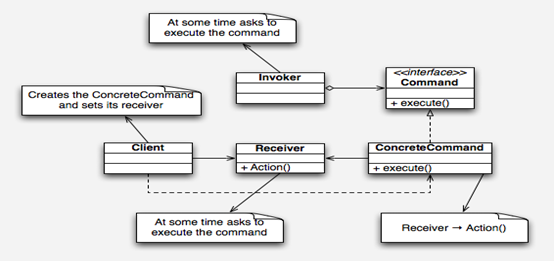 At some time asks to
execute the command
Invoker
<<interface>>
Command
+ execute()
Creates the ConcreteCommand
and sets its receiver
Client
Receiver
+ Action()
ConcreteCommand
+ execute()
At some time asks to
execute the command
Receiver → Action()